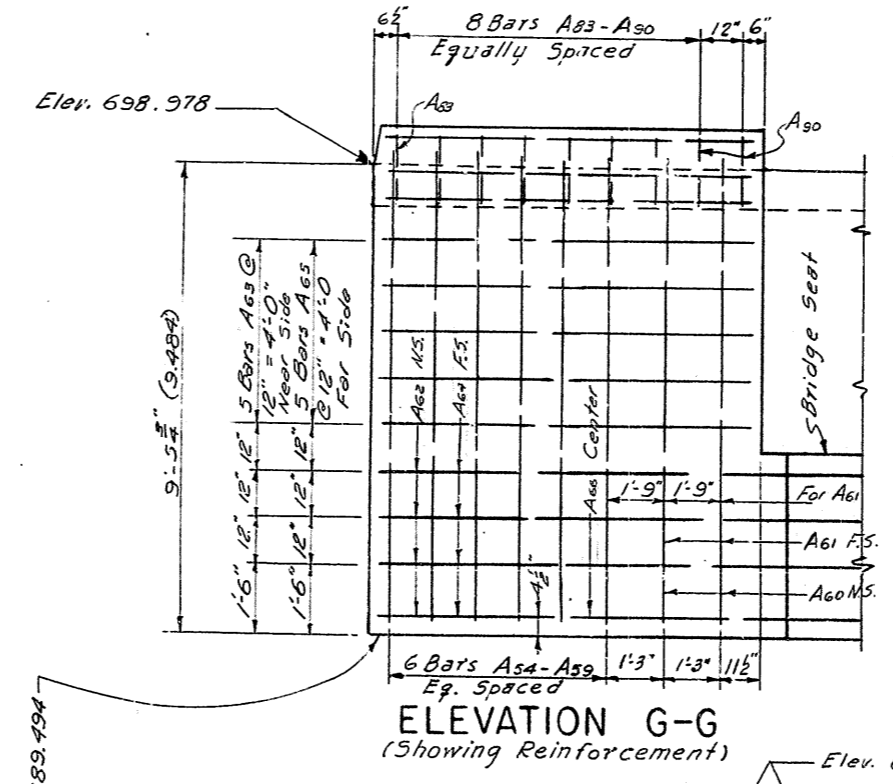 6½"
8 Bars A83-A90
12"
6"
Equally Spaced
Elev. 698.978
A83
A90
9'-5¾" (9.484)
5 Bars A63 @
12" = 4'-0"
Near Side
5 Bars A65
@ 12" = 4'-0
Far Side
A62 N.S.
A64 F.S.
A66 Center
Bridge Seat
12"
12"
12"
12"
1'-9"
1'-9"
For A61
12"
12"
A61 F.S.
1'-6"
1'-6"
4½"
A60 N.S.
6 Bars A54-A59
1'-3"
1'-3"
11½"
Eq. Spaced
ELEVATION G-G
(Showing Reinforcement)
89.494
Elev.